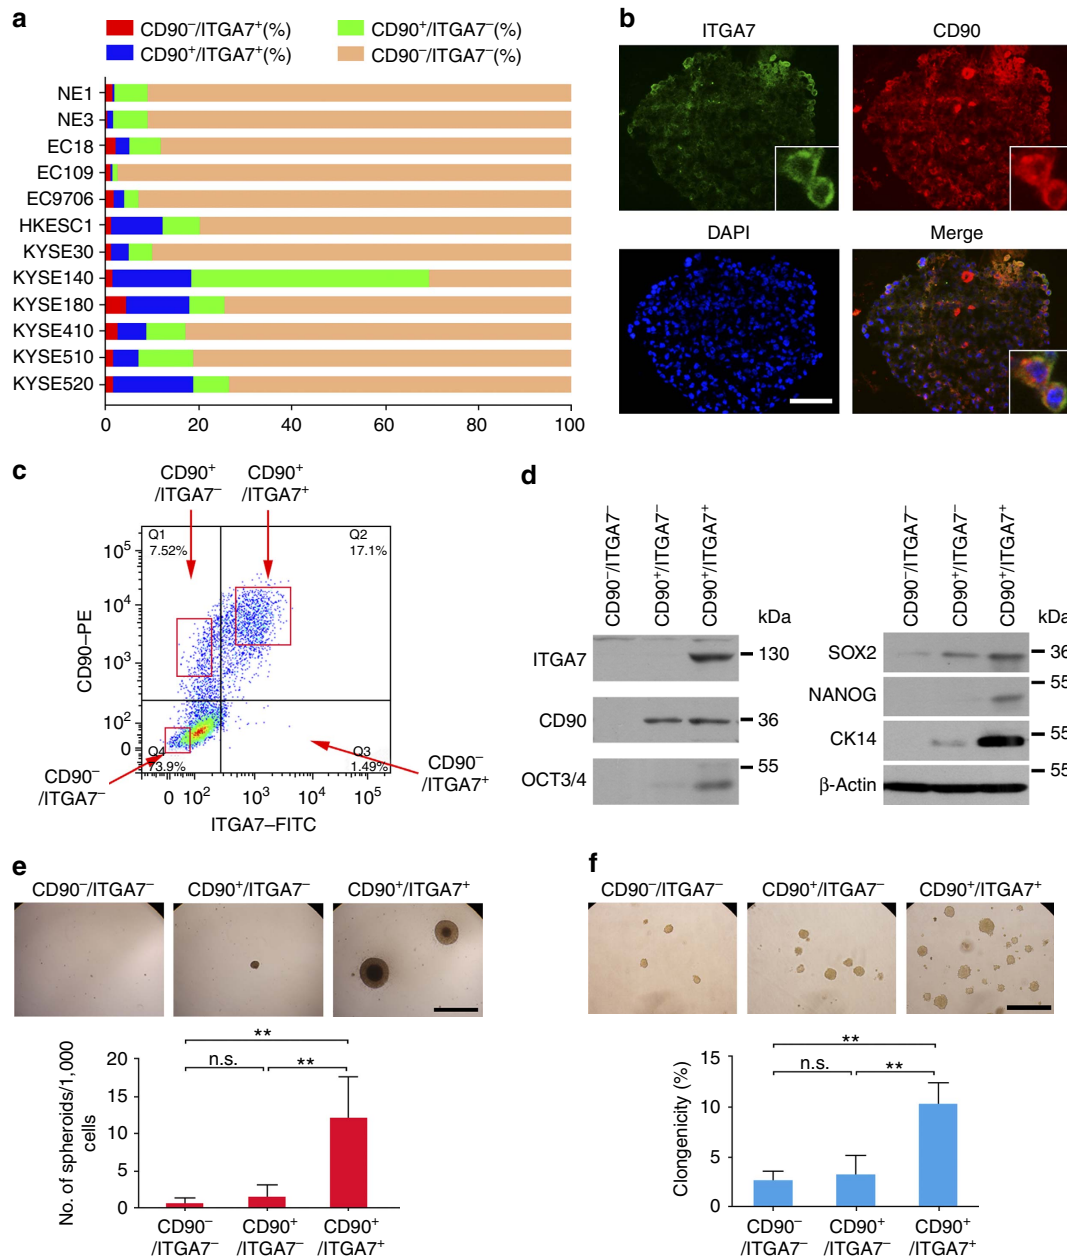 a
CD90⁻/ITGA7⁺(%)
CD90⁺/ITGA7⁻(%)
CD90⁺/ITGA7⁺(%)
CD90⁻/ITGA7⁻(%)
NE1
NE3
EC18
EC109
EC9706
HKESC1
KYSE30
KYSE140
KYSE180
KYSE410
KYSE510
KYSE520
0 20 40 60 80 100
b
ITGA7
CD90
DAPI
Merge
c
CD90⁺
/ITGA7⁻
CD90⁺
/ITGA7⁺
Q1
7.52%
Q2
17.1%
10⁵
10⁴
10³
10²
0
CD90–PE
Q4
73.9%
Q3
1.49%
CD90⁻
/ITGA7⁻
CD90⁻
/ITGA7⁺
0 10² 10³ 10⁴ 10⁵
ITGA7–FITC
d
CD90⁻/ITGA7⁻
CD90⁺/ITGA7⁻
CD90⁺/ITGA7⁺
kDa
ITGA7
130
CD90
36
OCT3/4
55
CD90⁻/ITGA7⁻
CD90⁺/ITGA7⁻
CD90⁺/ITGA7⁺
kDa
SOX2
36
NANOG
55
CK14
55
β-Actin
55
e
CD90⁻/ITGA7⁻
CD90⁺/ITGA7⁻
CD90⁺/ITGA7⁺
No. of spheroids/1,000
cells
20
15
10
5
0
**
n.s.
**
CD90⁻
/ITGA7⁻
CD90⁺
/ITGA7⁻
CD90⁺
/ITGA7⁺
f
CD90⁻/ITGA7⁻
CD90⁺/ITGA7⁻
CD90⁺/ITGA7⁺
Clongenicity (%)
15
10
5
0
**
n.s.
**
CD90⁻
/ITGA7⁻
CD90⁺
/ITGA7⁻
CD90⁺
/ITGA7⁺